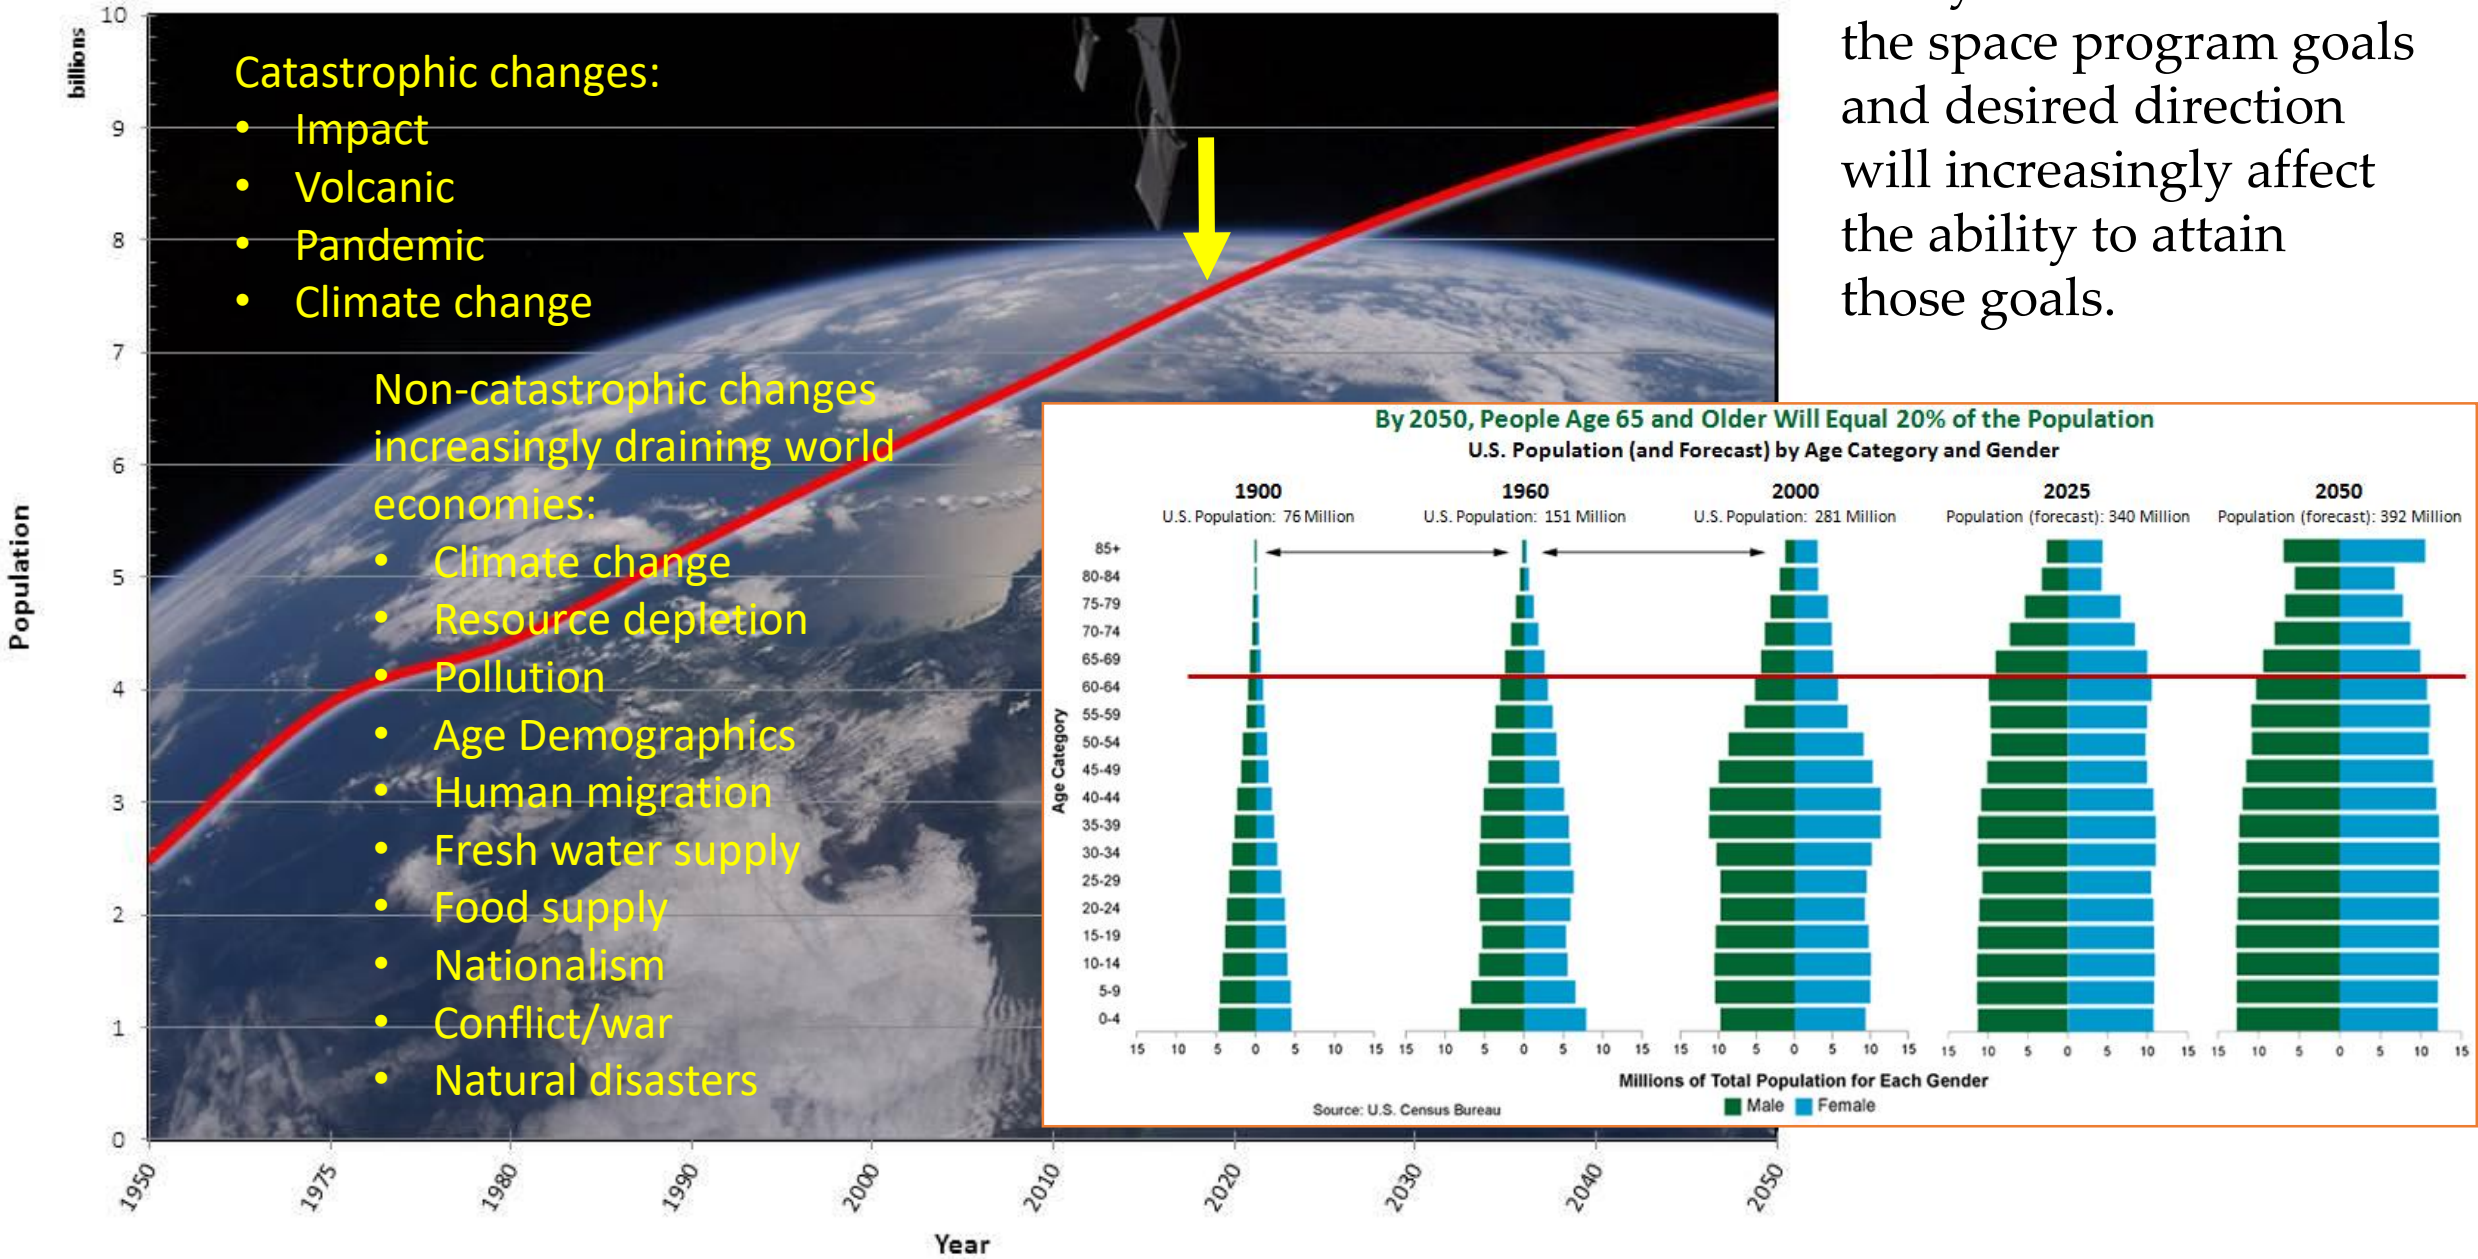 the space program goals
and desired direction
will increasingly affect
the ability to attain
those goals.
billions
Population
10
9
8
7
6
5
4
3
2
1
0
Catastrophic changes:
• Impact
• Volcanic
• Pandemic
• Climate change
Non-catastrophic changes
increasingly draining world
economies:
• Climate change
• Resource depletion
• Pollution
• Age Demographics
• Human migration
• Fresh water supply
• Food supply
• Nationalism
• Conflict/war
• Natural disasters
1950 1975 1980 1990 2000 2010 2020 2030 2040 2050
Year
By 2050, People Age 65 and Older Will Equal 20% of the Population
U.S. Population (and Forecast) by Age Category and Gender
1900 1960 2000 2025 2050
U.S. Population: 76 Million U.S. Population: 151 Million U.S. Population: 281 Million Population (forecast): 340 Million Population (forecast): 392 Million
Age Category
85+
80-84
75-79
70-74
65-69
60-64
55-59
50-54
45-49
40-44
35-39
30-34
25-29
20-24
15-19
10-14
5-9
0-4
15 10 5 0 5 10 15 15 10 5 0 5 10 15 15 10 5 0 5 10 15 15 10 5 0 5 10 15 15 10 5 0 5 10 15
Millions of Total Population for Each Gender
Male Female
Source: U.S. Census Bureau